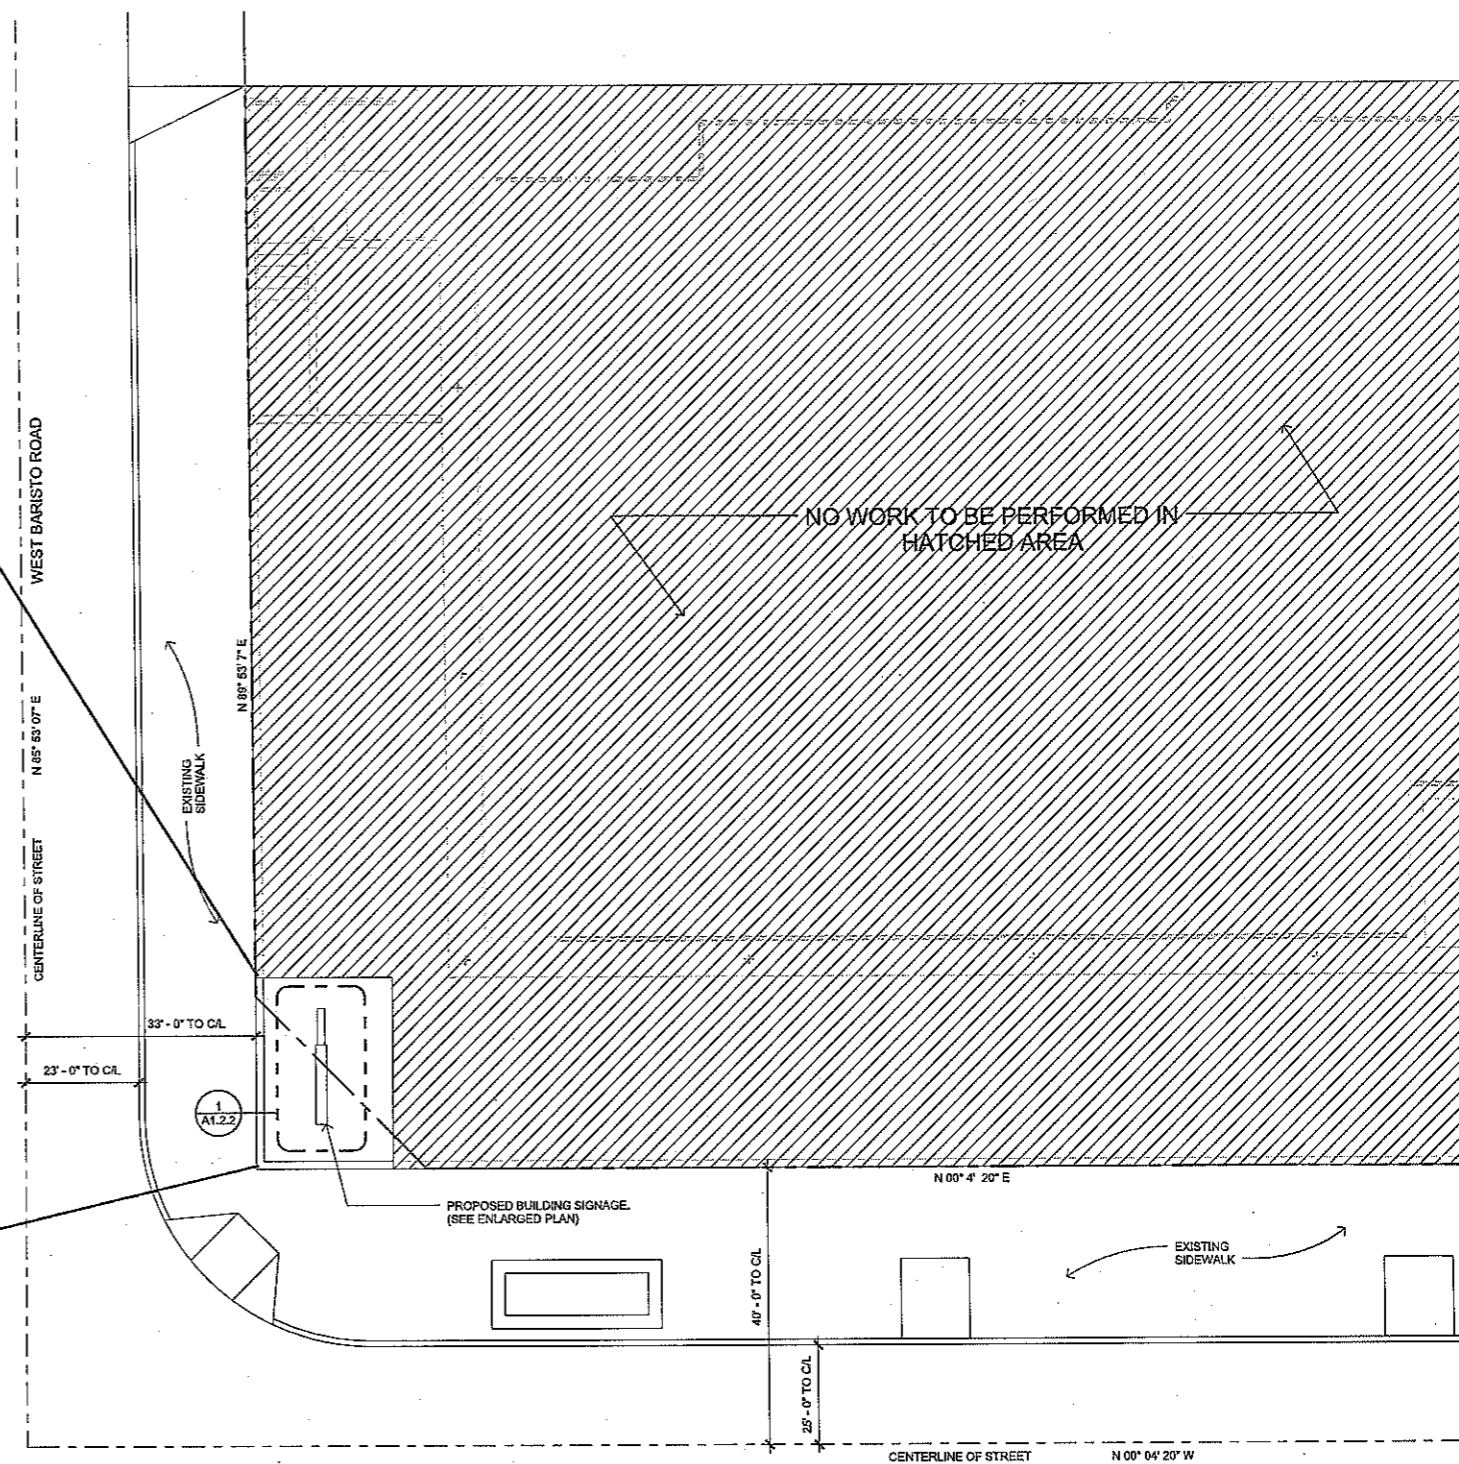 WEST BARISTO ROAD
N 85° 53' 07" E
CENTERLINE OF STREET
N 89° 53' 7" E
EXISTING
SIDEWALK
NO WORK TO BE PERFORMED IN
HATCHED AREA
33' - 0" TO C/L
23' - 0" TO C/L
1
A1.2.2
PROPOSED BUILDING SIGNAGE.
(SEE ENLARGED PLAN)
N 00° 4' 20" E
EXISTING
SIDEWALK
40' - 0" TO C/L
25' - 0" TO C/L
CENTERLINE OF STREET
N 00° 04' 20" W